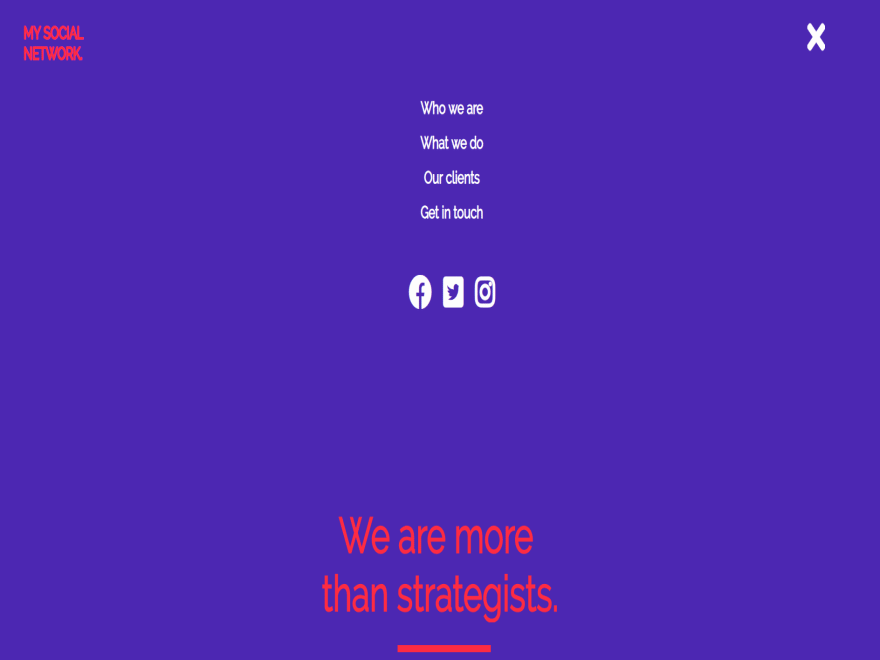 MY SOCIAL
NETWORK.
Who we are
What we do
Our clients
Get in touch
We are more
than strategists.